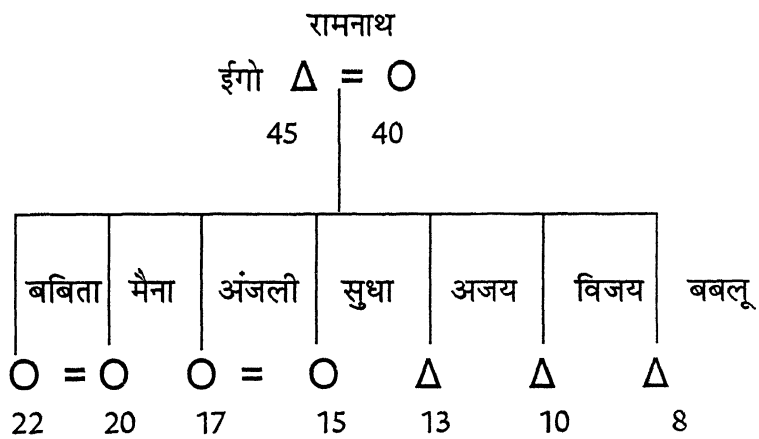 रामनाथ
ईगो Δ = O
45 40
बबिता मैना अंजली सुधा अजय विजय बबलू
O = O O = O Δ Δ Δ
22 20 17 15 13 10 8